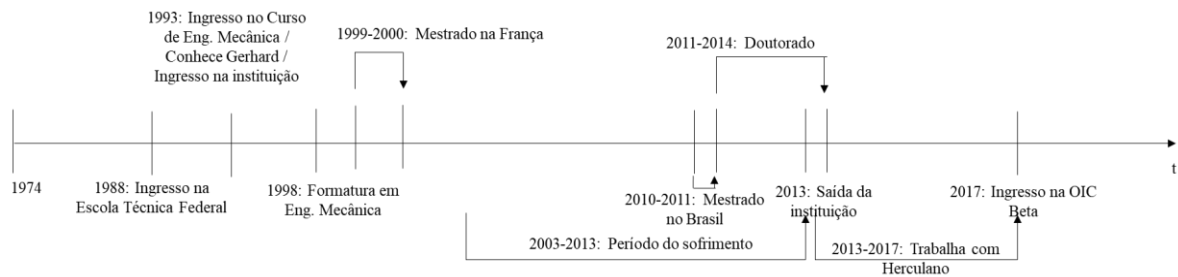 1993: Ingresso no Curso
de Eng. Mecânica /
Conhece Gerhard /
Ingresso na instituição
1999-2000: Mestrado na França
2011-2014: Doutorado
1974
1988: Ingresso na
Escola Técnica Federal
1998: Formatura em
Eng. Mecânica
2010-2011: Mestrado
no Brasil
2013: Saída da
instituição
2017: Ingresso na OIC
Beta
t
2003-2013: Período do sofrimento
2013-2017: Trabalha com
Herculano